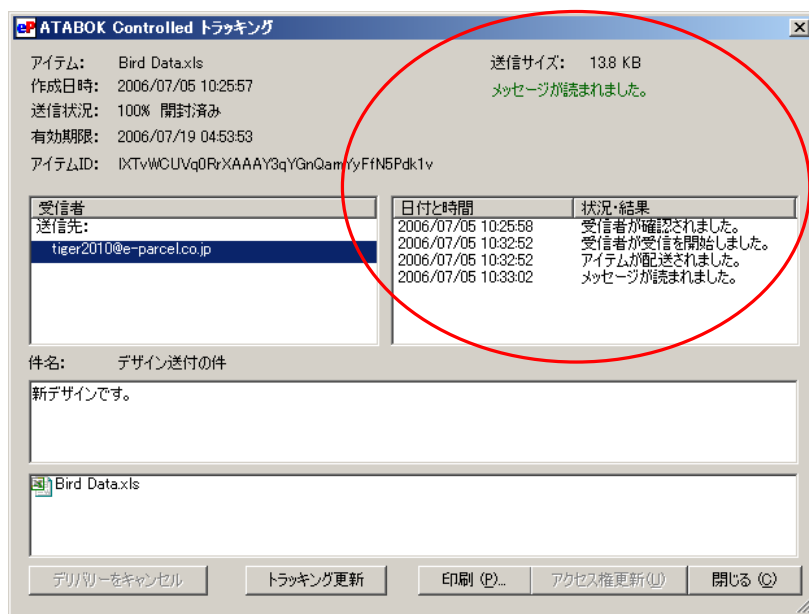 eP ATABOK Controlled トラッキング
アイテム: Bird Data.xls
送信サイズ: 13.8 KB
作成日時: 2006/07/05 10:25:57
メッセージが読まれました。
送信状況: 100% 開封済み
有効期限: 2006/07/19 04:53:53
アイテムID:
受信者
送信先:
tiger2010@e-parcel.co.jp
日付と時間 状況・結果
2006/07/05 10:25:58 受信者が確認されました。
2006/07/05 10:32:52 受信者が受信を開始しました。
2006/07/05 10:32:52 アイテムが配送されました。
2006/07/05 10:33:02 メッセージが読まれました。
件名: デザイン送付の件
新デザインです。
Bird Data.xls
デリバリーをキャンセル トラッキング更新 印刷 (P)... アクセス権更新(U) 閉じる (C)